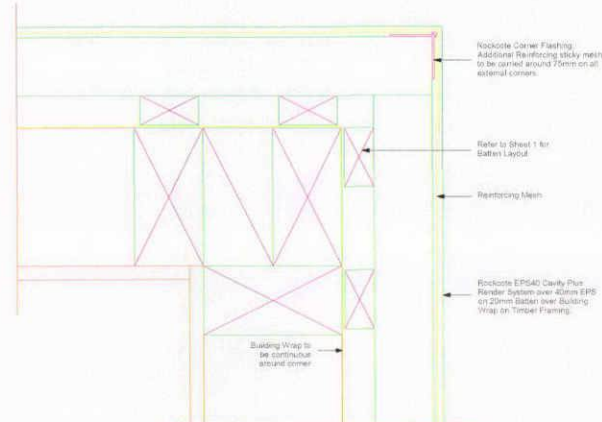 Rockcote Corner Flashing
Additional Reinforcing sticky mesh
to be carried around 75mm on all
external corners.
Refer to Sheet 1 for
Batten Layout
Reinforcing Mesh
Rockcote EPS40 Cavity Plus
Render System over 40mm EPS
on 20mm Batten over Building
Wrap on Timber Framing.
Building Wrap to
be continuous
around corner